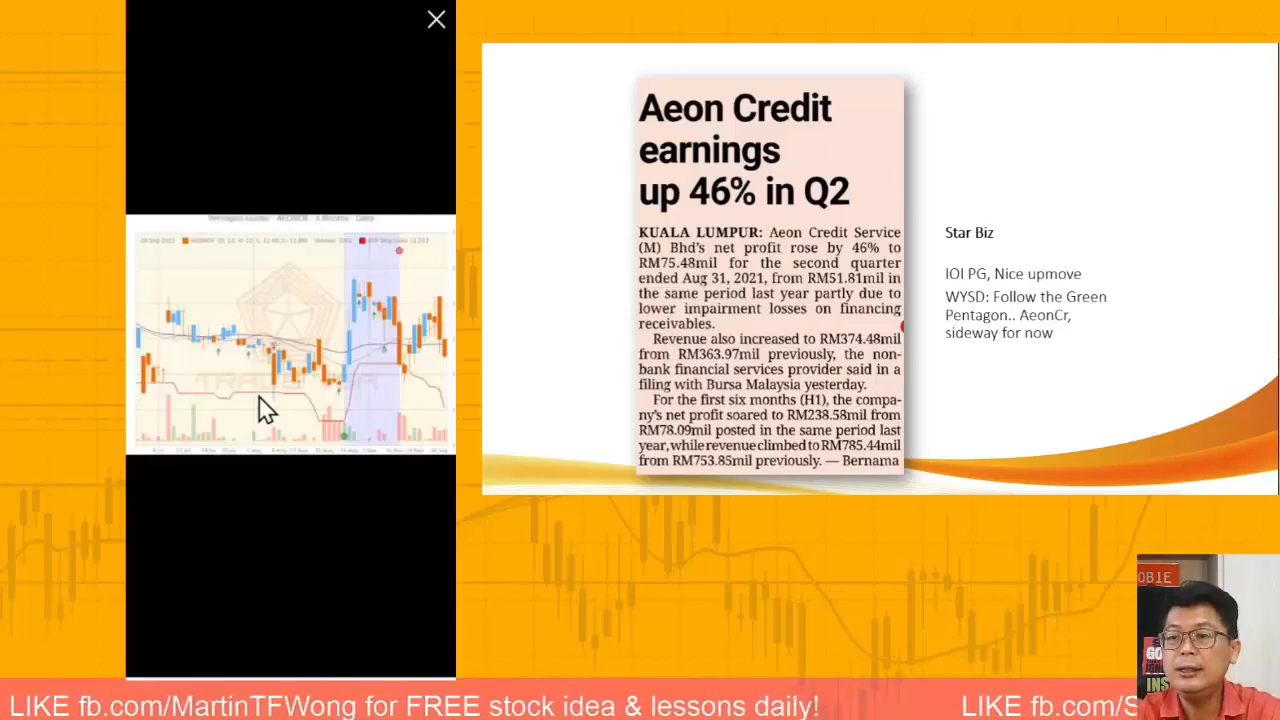 Aeon Credit
earnings
up 46% in Q2
KUALA LUMPUR: Aeon Credit Service
(M) Bhd's net profit rose by 46% to
RM75.48mil for the second quarter
ended Aug 31, 2021, from RM51.81mil in
the same period last year partly due to
lower impairment losses on financing
receivables.
Revenue also increased to RM374.48mil
from RM363.97mil previously, the non-
bank financial services provider said in a
filing with Bursa Malaysia yesterday.
For the first six months (H1), the compa-
ny's net profit soared to RM238.58mil from
RM78.09mil posted in the same period last
year, while revenue climbed to RM785.44mil
from RM753.85mil previously. — Bernama
Star Biz
IOI PG, Nice upmove
WYSD: Follow the Green
Pentagon.. AeonCr,
sideway for now
OBIE
LIKE fb.com/MartinTFWong for FREE stock idea & lessons daily!
LIKE fb.com/S